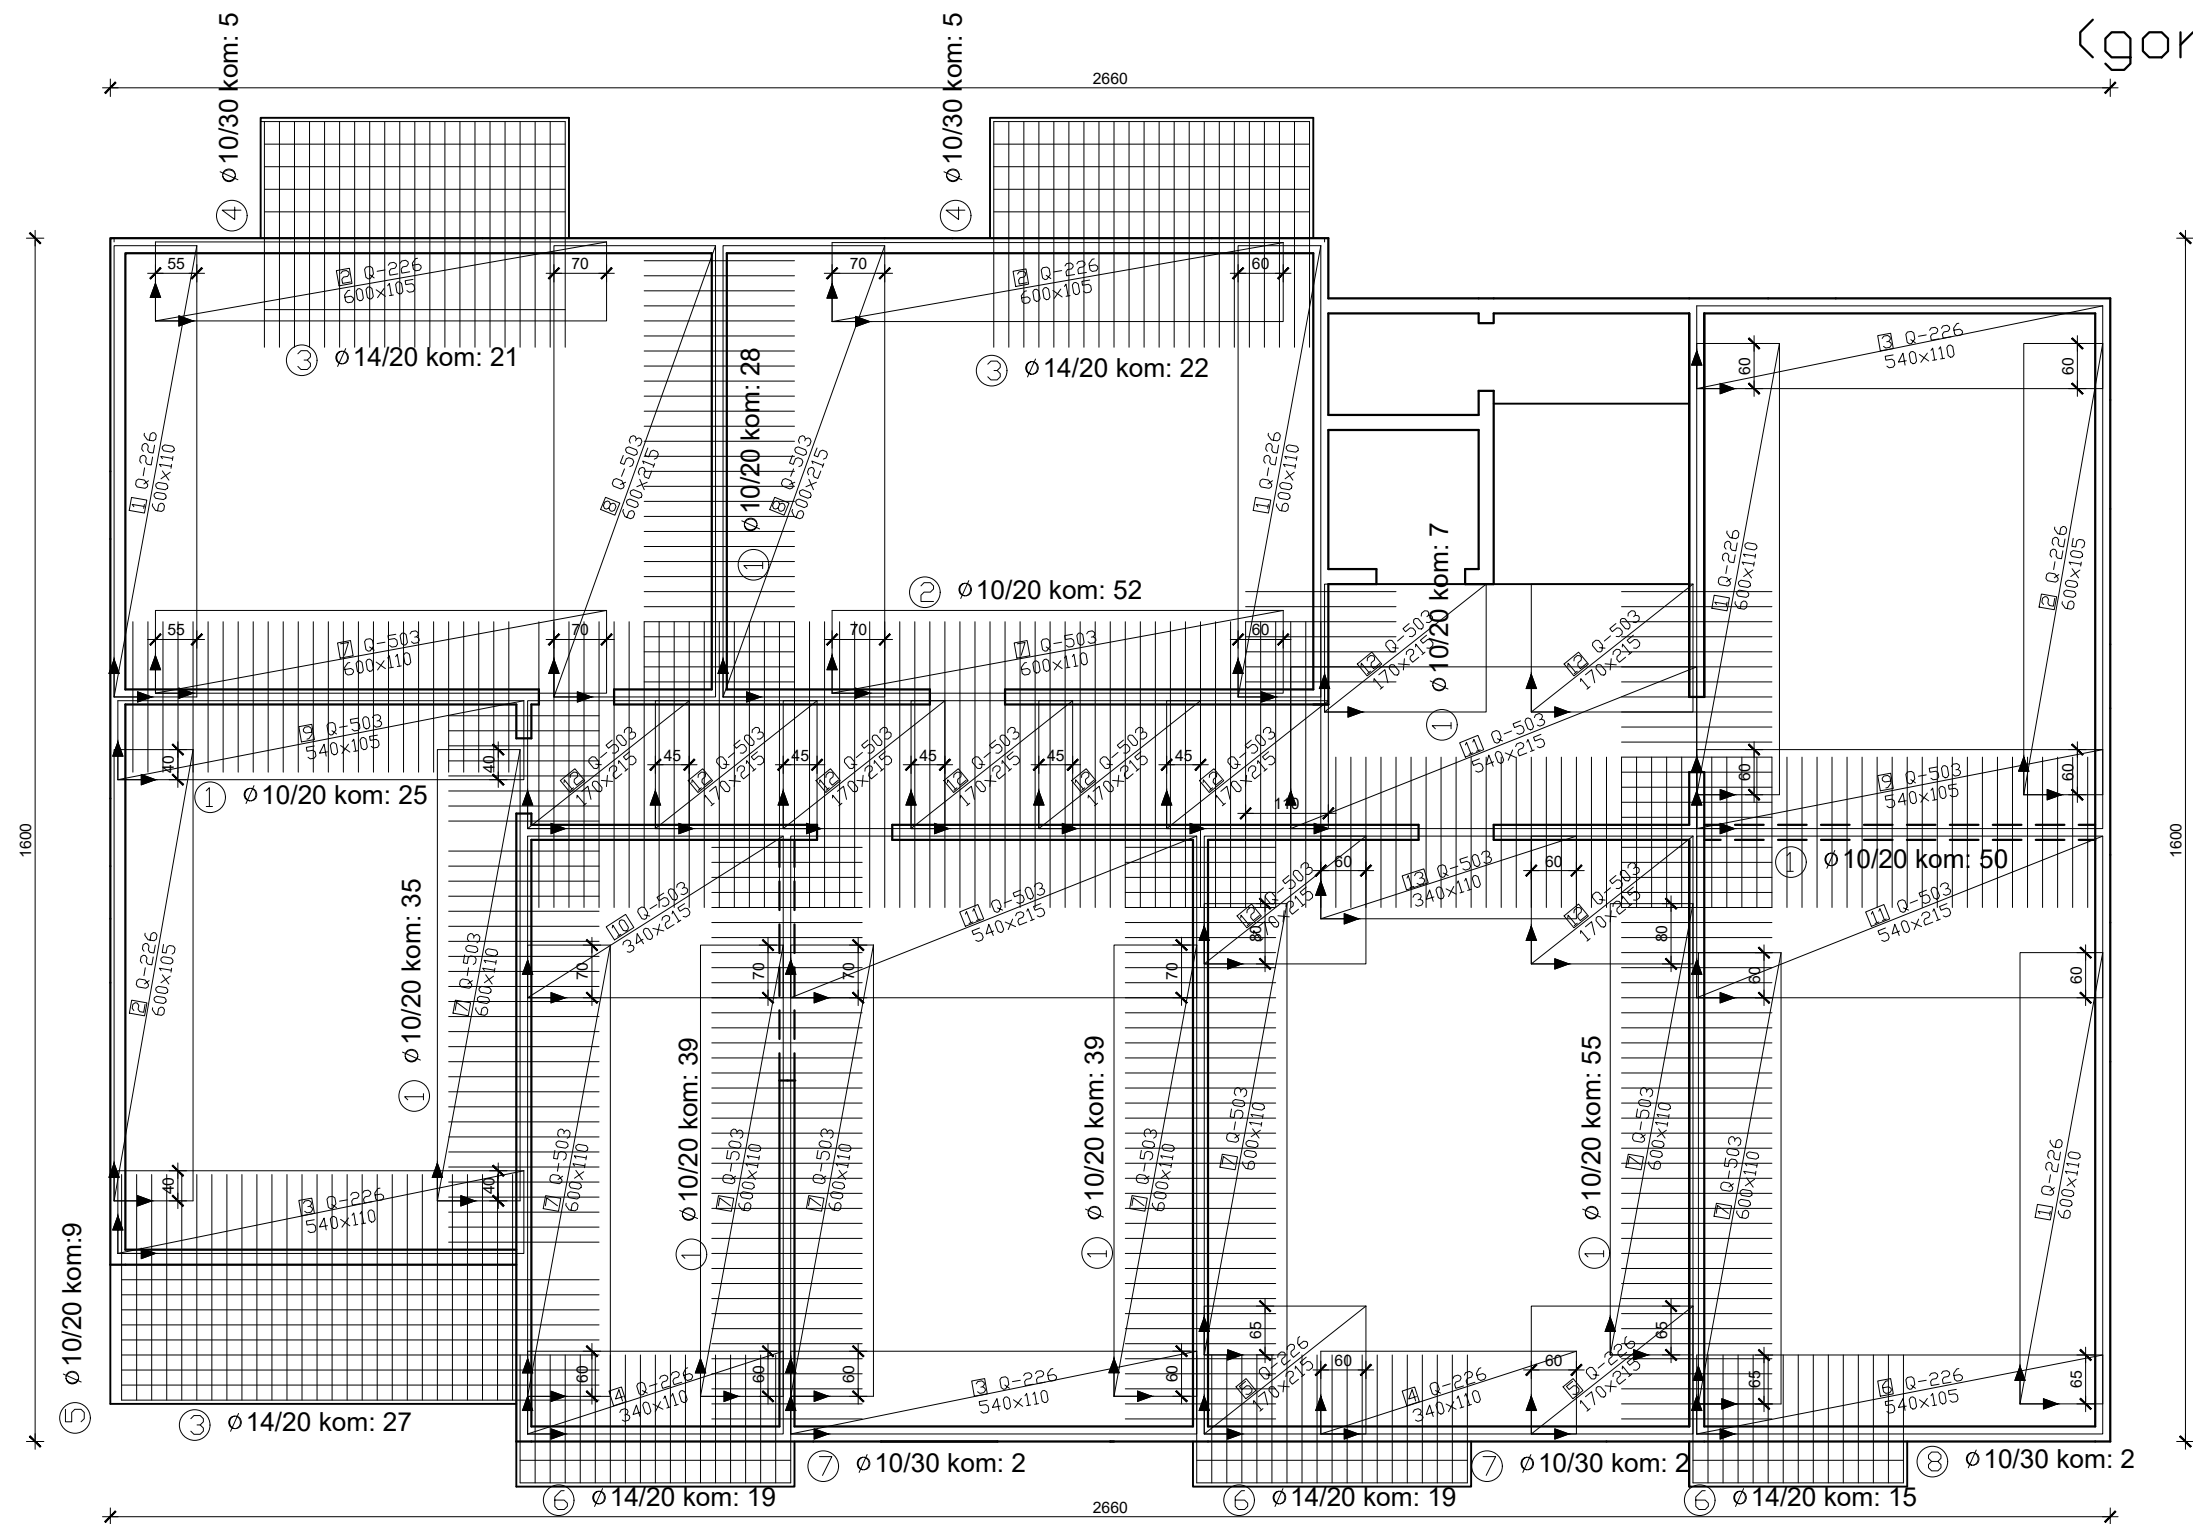 (gor
ø10/30 kom: 5
4
ø10/30 kom: 5
4
2660
55
2 Q-226
600x105
70
70
2 Q-226
600x105
60
3 ø14/20 kom: 21
3 ø14/20 kom: 22
1 ø10/20 kom: 28
3 Q-226
540x110
60
60
1 Q-226
600x110
8 Q-503
600x215
8 Q-503
600x215
1 Q-226
600x110
1 Q-226
600x110
2 Q-226
600x105
2 ø10/20 kom: 52
1 ø10/20 kom: 7
55
7 Q-503
600x110
70
70
7 Q-503
600x110
60
12 Q-503
170x215
12 Q-503
170x215
9 Q-503
540x105
40
40
12 Q-503
170x215
45
12 Q-503
170x215
45
12 Q-503
170x215
45
12 Q-503
170x215
45
12 Q-503
170x215
45
12 Q-503
170x215
110
11 Q-503
540x215
60
9 Q-503
540x105
60
1 ø10/20 kom: 25
1600
1600
1 ø10/20 kom: 50
2 Q-226
600x105
1 ø10/20 kom: 35
7 Q-503
600x110
10 Q-503
340x215
70
70
11 Q-503
540x215
70
70
12 Q-503
170x215
80
60
13 Q-503
340x110
60
12 Q-503
170x215
80
11 Q-503
540x215
60
60
7 Q-503
600x110
1 ø10/20 kom: 39
7 Q-503
600x110
7 Q-503
600x110
1 ø10/20 kom: 39
7 Q-503
600x110
7 Q-503
600x110
1 ø10/20 kom: 55
7 Q-503
600x110
7 Q-503
600x110
1 Q-226
600x110
40
3 Q-226
540x110
40
5 ø10/20 kom:9
3 ø14/20 kom: 27
60
4 Q-226
340x110
60
60
3 Q-226
540x110
60
65
5 Q-226
170x215
60
4 Q-226
340x110
60
5 Q-226
170x215
65
65
6 Q-226
540x105
65
7 ø10/30 kom: 2
7 ø10/30 kom: 2
8 ø10/30 kom: 2
6 ø14/20 kom: 19
6 ø14/20 kom: 19
6 ø14/20 kom: 15
2660